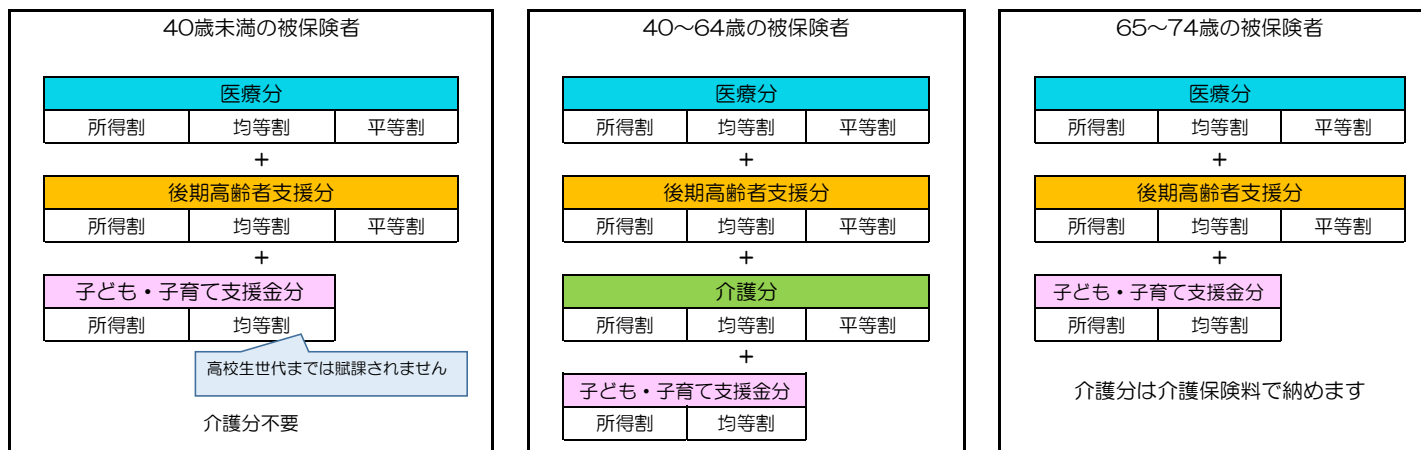 40歳未満の被保険者
医療分
所得割 均等割 平等割
+
後期高齢者支援分
所得割 均等割 平等割
+
子ども・子育て支援金分
所得割 均等割
高校生世代までは賦課されません
介護分不要
40～64歳の被保険者
医療分
所得割 均等割 平等割
+
後期高齢者支援分
所得割 均等割 平等割
+
介護分
所得割 均等割 平等割
+
子ども・子育て支援金分
所得割 均等割
65～74歳の被保険者
医療分
所得割 均等割 平等割
+
後期高齢者支援分
所得割 均等割 平等割
+
子ども・子育て支援金分
所得割 均等割
介護分は介護保険料で納めます